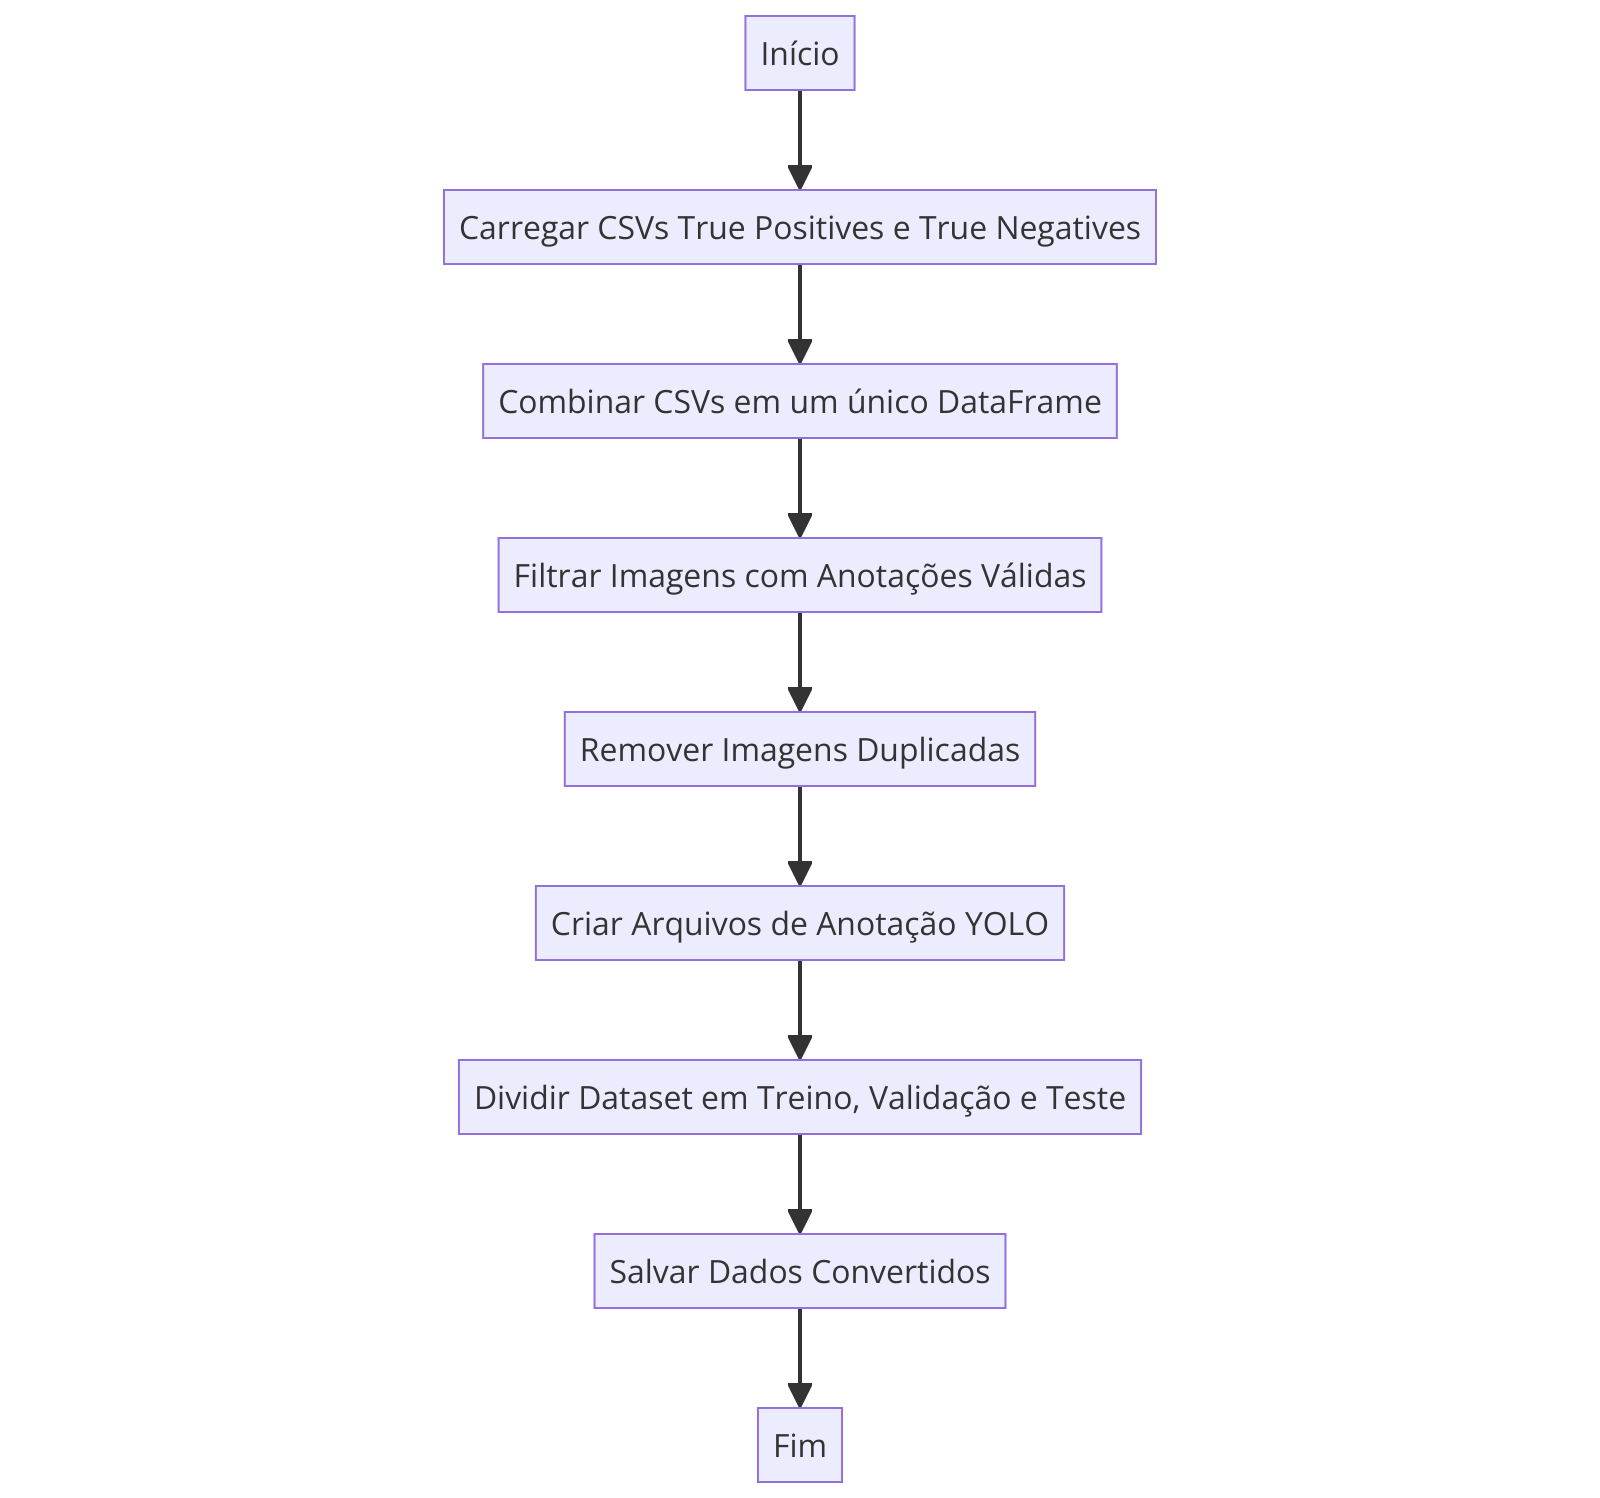 Início
Carregar CSVs True Positives e True Negatives
Combinar CSVs em um único DataFrame
Filtrar Imagens com Anotações Válidas
Remover Imagens Duplicadas
Criar Arquivos de Anotação YOLO
Dividir Dataset em Treino, Validação e Teste
Salvar Dados Convertidos
Fim